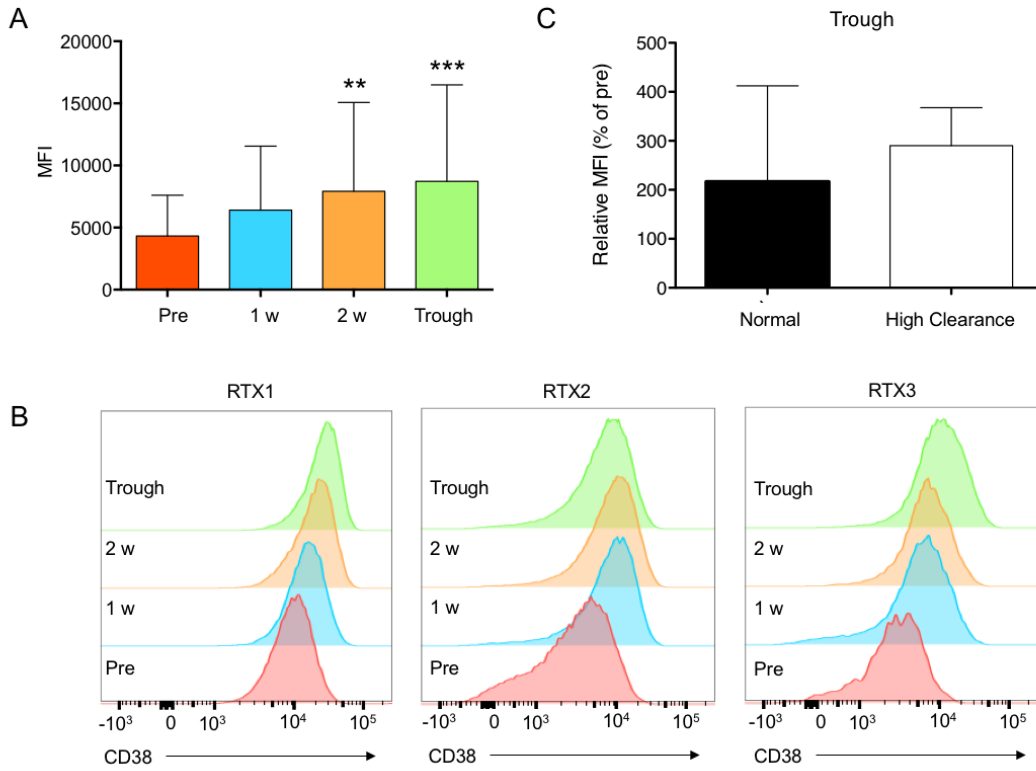 A
MFI
20000
15000
10000
5000
0
**
***
Pre
1 w
2 w
Trough
C
Trough
Relative MFI (% of pre)
500
400
300
200
100
0
Normal
High Clearance
B
RTX1
Trough
2 w
1 w
Pre
-10³ 0 10³ 10⁴ 10⁵
CD38
RTX2
Trough
2 w
1 w
Pre
-10³ 0 10³ 10⁴ 10⁵
CD38
RTX3
Trough
2 w
1 w
Pre
-10³ 0 10³ 10⁴ 10⁵
CD38